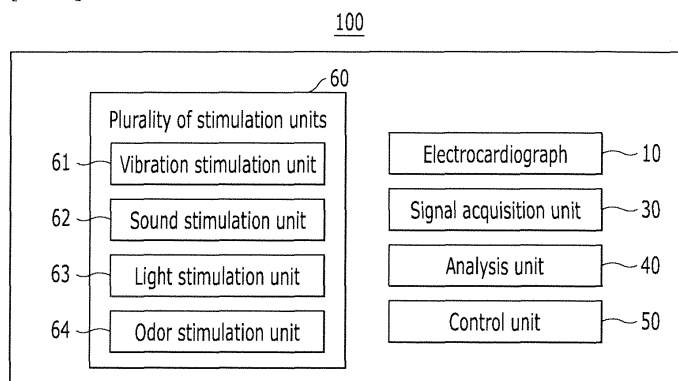 100
60
Plurality of stimulation units
61 Vibration stimulation unit
62 Sound stimulation unit
63 Light stimulation unit
64 Odor stimulation unit
Electrocardiograph 10
Signal acquisition unit 30
Analysis unit 40
Control unit 50